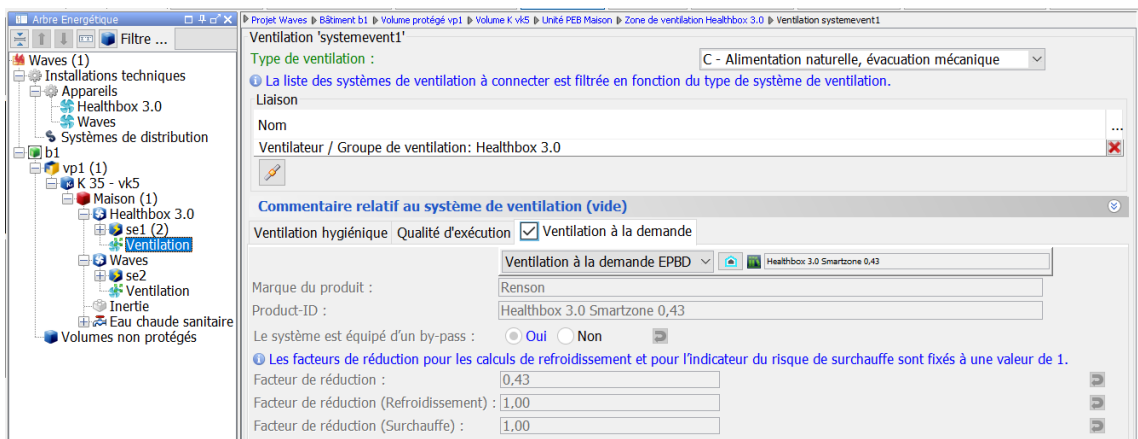 Arbre Energétique
Filtre ...
Waves (1)
Installations techniques
Appareils
Healthbox 3.0
Waves
Systèmes de distribution
b1
vp1 (1)
K 35 - vk5
Maison (1)
Healthbox 3.0
se1 (2)
Ventilation
Waves
se2
Ventilation
Inertie
Eau chaude sanitaire
Volumes non protégés
Projet Waves Bâtiment b1 Volume protégé vp1 Volume K vk5 Unité PEB Maison Zone de ventilation Healthbox 3.0 Ventilation systemevent1
Ventilation 'systemevent1'
Type de ventilation : C - Alimentation naturelle, évacuation mécanique
La liste des systèmes de ventilation à connecter est filtrée en fonction du type de système de ventilation.
Liaison
Nom ...
Ventilateur / Groupe de ventilation: Healthbox 3.0
Commentaire relatif au système de ventilation (vide)
Ventilation hygiénique Qualité d'exécution Ventilation à la demande
Ventilation à la demande EPBD Healthbox 3.0 Smartzone 0,43
Marque du produit : Renson
Product-ID : Healthbox 3.0 Smartzone 0,43
Le système est équipé d'un by-pass : Oui Non
Les facteurs de réduction pour les calculs de refroidissement et pour l'indicateur du risque de surchauffe sont fixés à une valeur de 1.
Facteur de réduction : 0,43
Facteur de réduction (Refroidissement) : 1,00
Facteur de réduction (Surchauffe) : 1,00